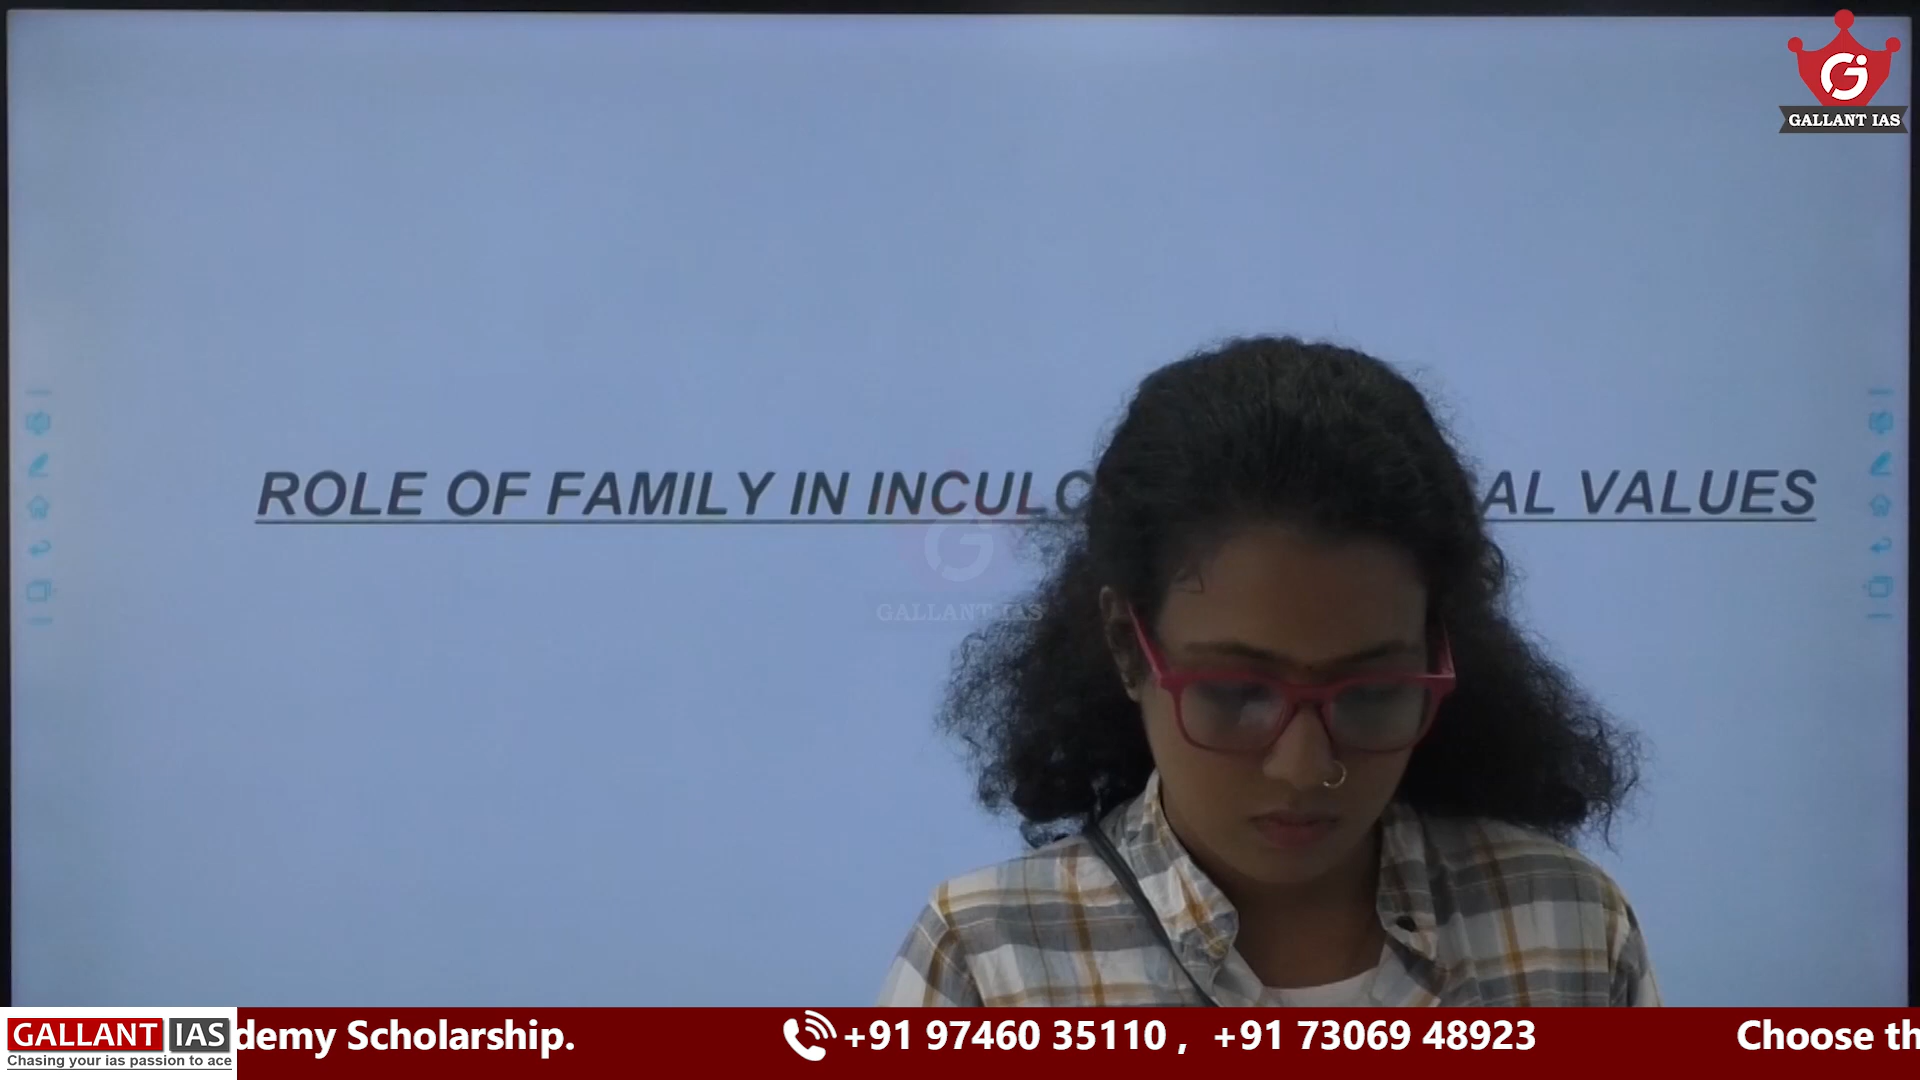 GALLANT IAS
ROLE OF FAMILY IN INCULC AL VALUES
GALLANT IAS
GALLANT IAS
Chasing your ias passion to ace
demy Scholarship.
+91 97460 35110 , +91 73069 48923
Choose th